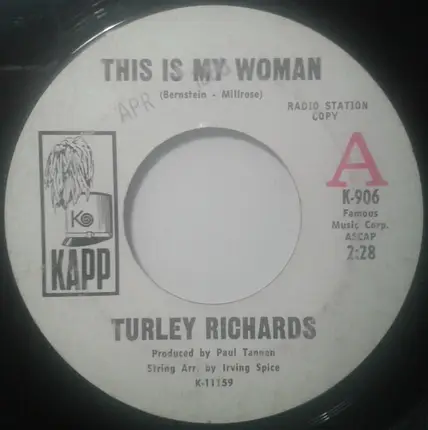 THIS IS MY WOMAN
(Bernstein - Millrose)
APR
RADIO STATION
COPY
A
K-906
Famous
Music Corp.
ASCAP
2:28
K
KAPP
TURLEY RICHARDS
Produced by Paul Tannen
String Arr. by Irving Spice
K-11159